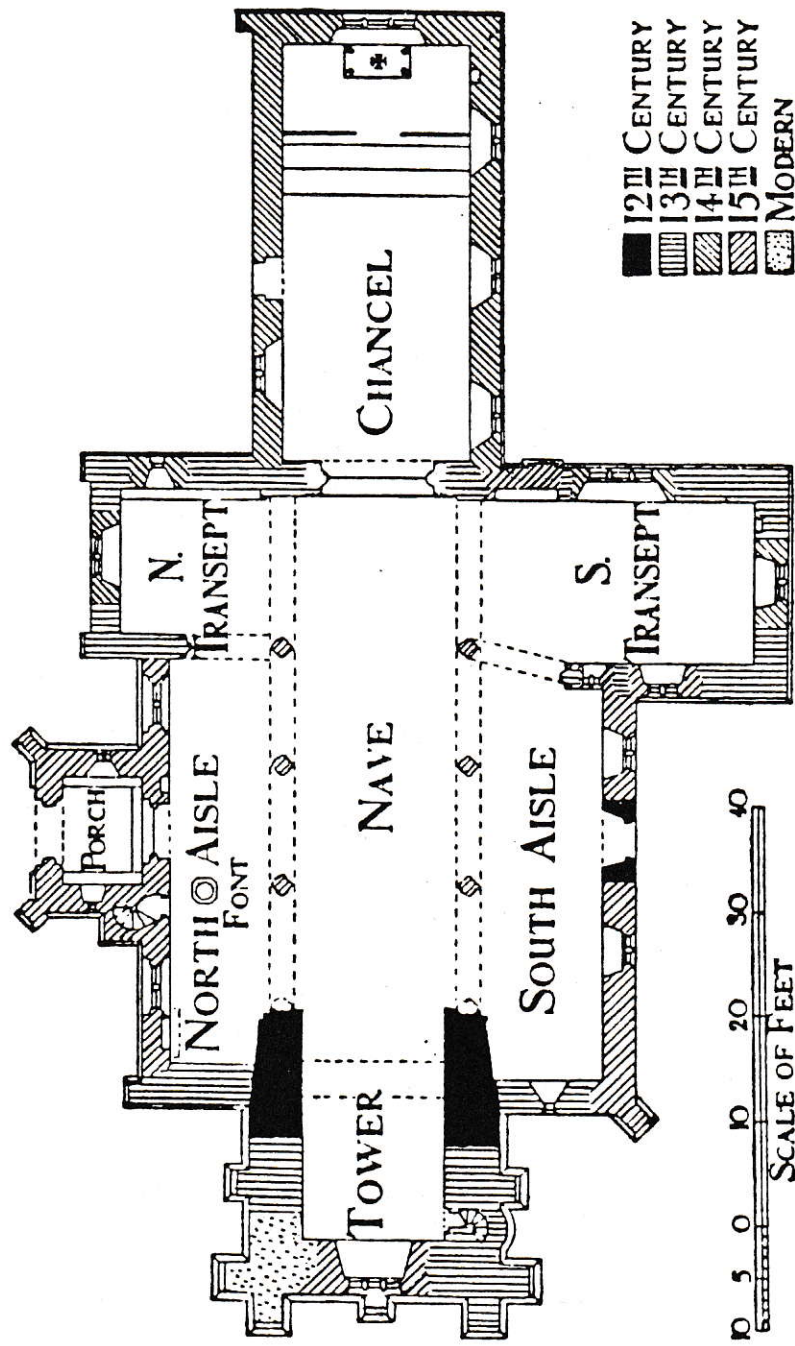 N.
TRANSEPT
PORCH
NORTH AISLE
FONT
TOWER
NAVE
CHANCEL
SOUTH AISLE
S.
TRANSEPT
12TH CENTURY
13TH CENTURY
14TH CENTURY
15TH CENTURY
MODERN
10 5 0 10 20 30 40
SCALE OF FEET